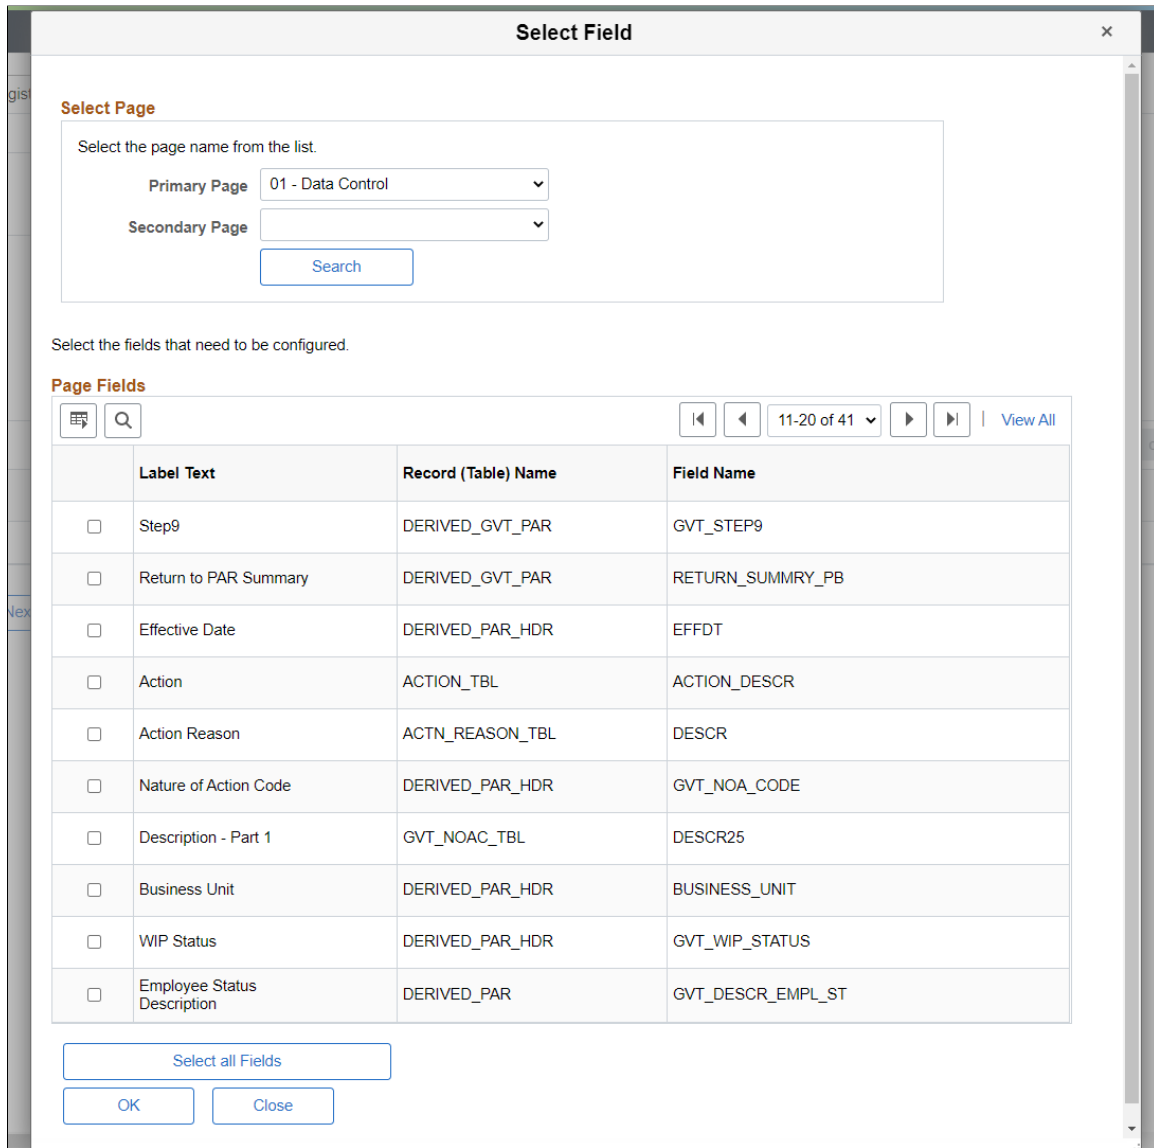 Select Field
×
gist
Select Page
Select the page name from the list.
Primary Page 01 - Data Control
Secondary Page
Search
Select the fields that need to be configured.
Page Fields
11-20 of 41 | View All
Label Text Record (Table) Name Field Name
Step9 DERIVED_GVT_PAR GVT_STEP9
Return to PAR Summary DERIVED_GVT_PAR RETURN_SUMMRY_PB
Effective Date DERIVED_PAR_HDR EFFDT
Action ACTION_TBL ACTION_DESCR
Action Reason ACTN_REASON_TBL DESCR
Nature of Action Code DERIVED_PAR_HDR GVT_NOA_CODE
Description - Part 1 GVT_NOAC_TBL DESCR25
Business Unit DERIVED_PAR_HDR BUSINESS_UNIT
WIP Status DERIVED_PAR_HDR GVT_WIP_STATUS
Employee Status
Description DERIVED_PAR GVT_DESCR_EMPL_ST
Select all Fields
OK Close